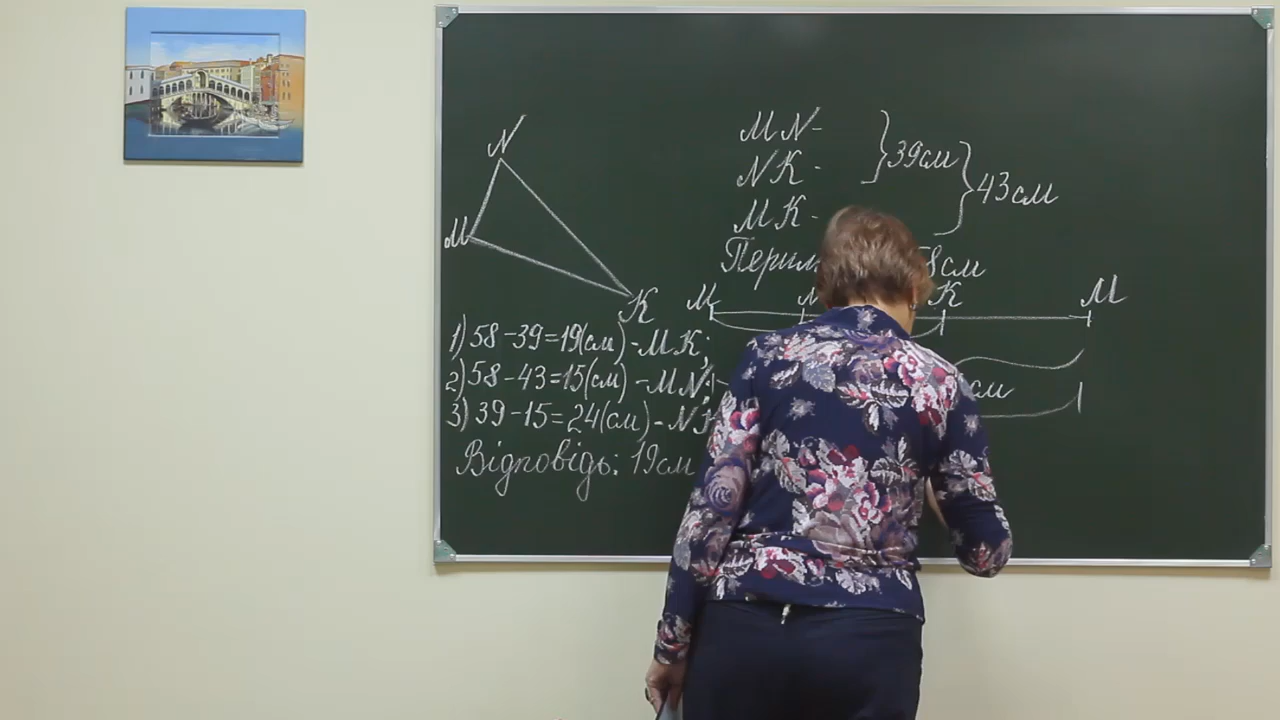 N
M
K
MN-
NK-
MK-
39см
43см
8см
M
K
M
см
1) 58-39=19(см)-MK;
2) 58-43=15(см)-MN;
3) 39-15=24(см)-N
Відповідь: 19см